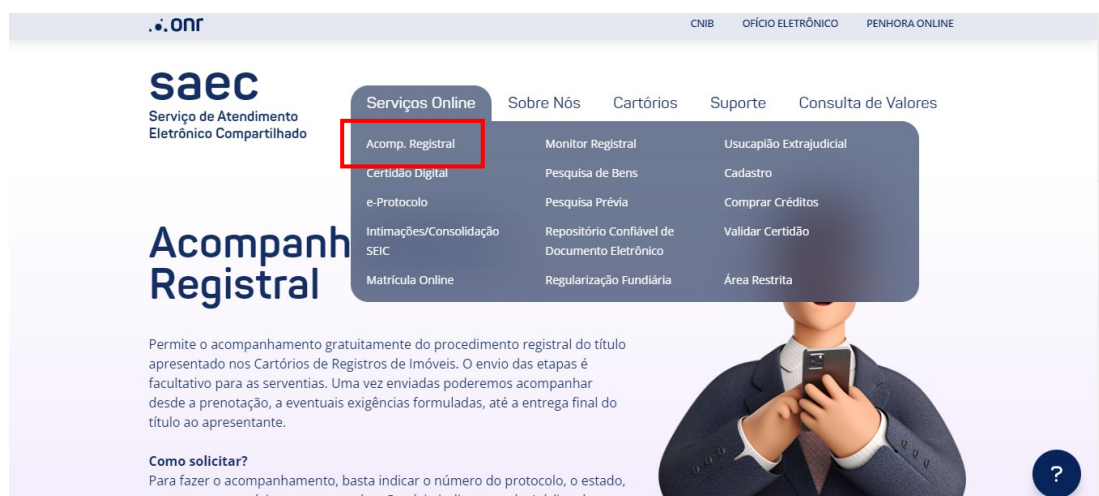 onr
CNIB OFÍCIO ELETRÔNICO PENHORA ONLINE
saec
Serviço de Atendimento
Eletrônico Compartilhado
Serviços Online Sobre Nós Cartórios Suporte Consulta de Valores
Acomp. Registral Monitor Registral Usucapião Extrajudicial
Certidão Digital Pesquisa de Bens Cadastro
e-Protocolo Pesquisa Prévia Comprar Créditos
Intimações/Consolidação Repositório Confiável de Validar Certidão
SEIC Documento Eletrônico
Matrícula Online Regularização Fundiária Área Restrita
Acompanh
Registral
Permite o acompanhamento gratuitamente do procedimento registral do título
apresentado nos Cartórios de Registros de Imóveis. O envio das etapas é
facultativo para as serventias. Uma vez enviadas poderemos acompanhar
desde a prenotação, a eventuais exigências formuladas, até a entrega final do
título ao apresentante.
Como solicitar?
Para fazer o acompanhamento, basta indicar o número do protocolo, o estado,
?